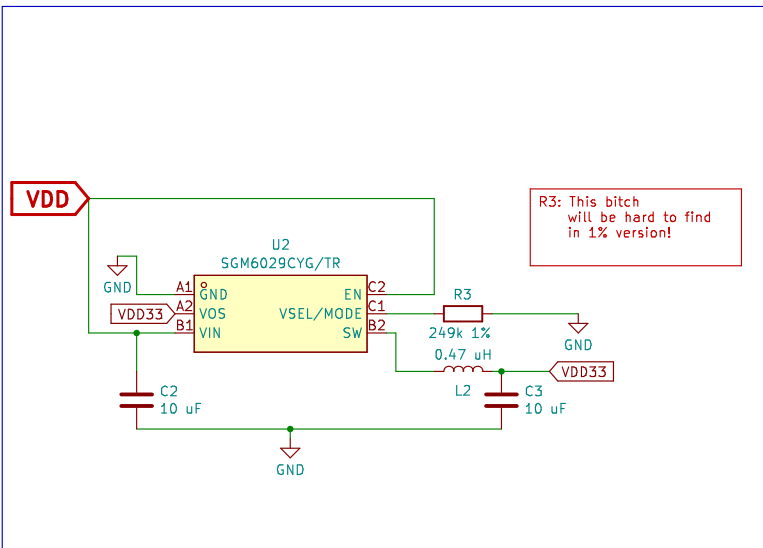 VDD
R3: This bitch
will be hard to find
in 1% version!
U2
SGM6029CYG/TR
GND
A1
GND
EN
C2
VDD33
A2
VOS
VSEL/MODE
C1
R3
249k 1%
GND
B1
VIN
SW
B2
0.47 uH
L2
VDD33
C2
10 uF
C3
10 uF
GND